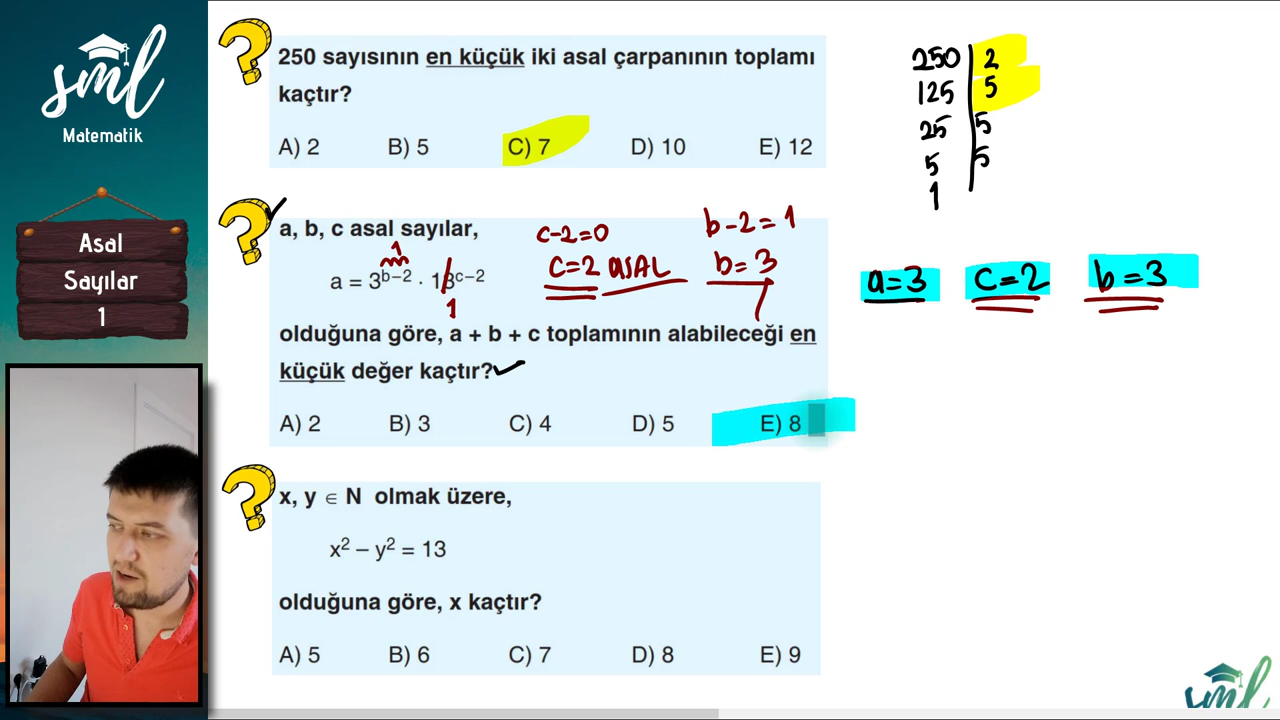 sml
Matematik
Asal
Sayılar
1
250 sayısının en küçük iki asal çarpanının toplamı
kaçtır?
A) 2 B) 5 C) 7 D) 10 E) 12
250 2
125 5
25 5
5 5
1
a, b, c asal sayılar,
a = 3^{b−2} · 13^{c−2}
1
1
c-2=0
c=2 ASAL
b-2=1
b=3
a=3 c=2 b=3
olduğuna göre, a + b + c toplamının alabileceği en
küçük değer kaçtır?
A) 2 B) 3 C) 4 D) 5 E) 8
x, y ∈ N olmak üzere,
x² − y² = 13
olduğuna göre, x kaçtır?
A) 5 B) 6 C) 7 D) 8 E) 9
sml